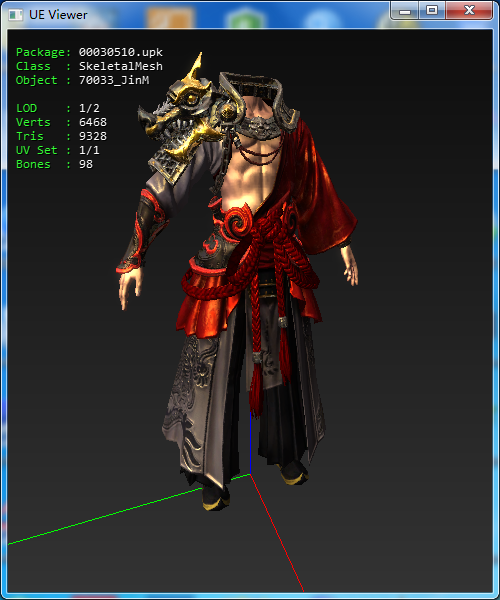 UE Viewer
Package: 00030510.upk
Class  : SkeletalMesh
Object : 70033_JinM
LOD    : 1/2
Verts  : 6468
Tris   : 9328
UV Set : 1/1
Bones  : 98